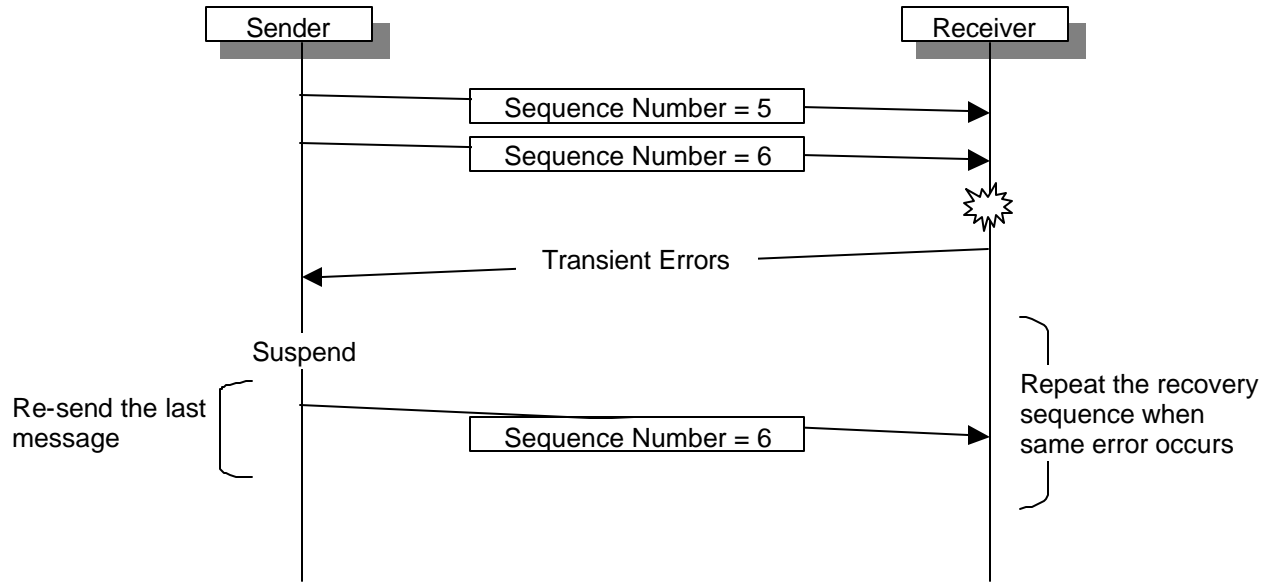 Sender
Receiver
Sequence Number = 5
Sequence Number = 6
Transient Errors
Suspend
Re-send the last
message
Sequence Number = 6
Repeat the recovery
sequence when
same error occurs